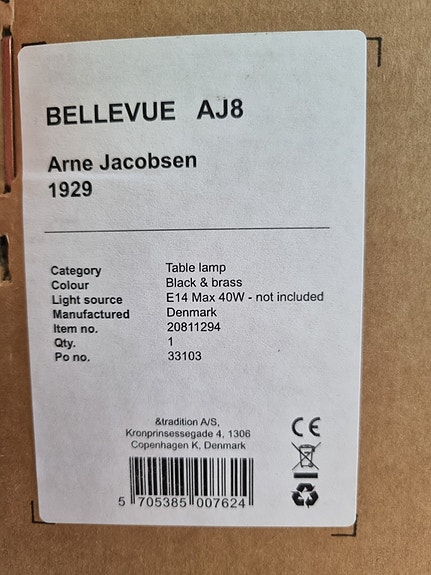 BELLEVUE AJ8
Arne Jacobsen
1929
Category Table lamp
Colour Black & brass
Light source E14 Max 40W - not included
Manufactured Denmark
Item no. 20811294
Qty. 1
Po no. 33103
&tradition A/S,
Kronprinsessegade 4, 1306
Copenhagen K, Denmark
CE
5 705385 007624